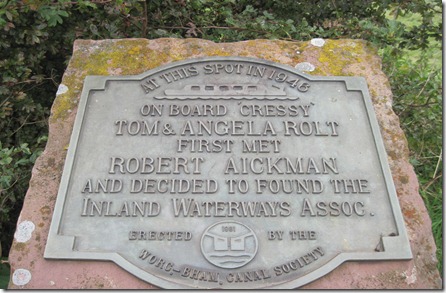 AT THIS SPOT IN 1946
ON BOARD "CRESSY"
TOM & ANGELA ROLT
FIRST MET
ROBERT AICKMAN
AND DECIDED TO FOUND THE
INLAND WATERWAYS ASSOC.
ERECTED BY THE
1981
WORC-BHAM. CANAL SOCIETY